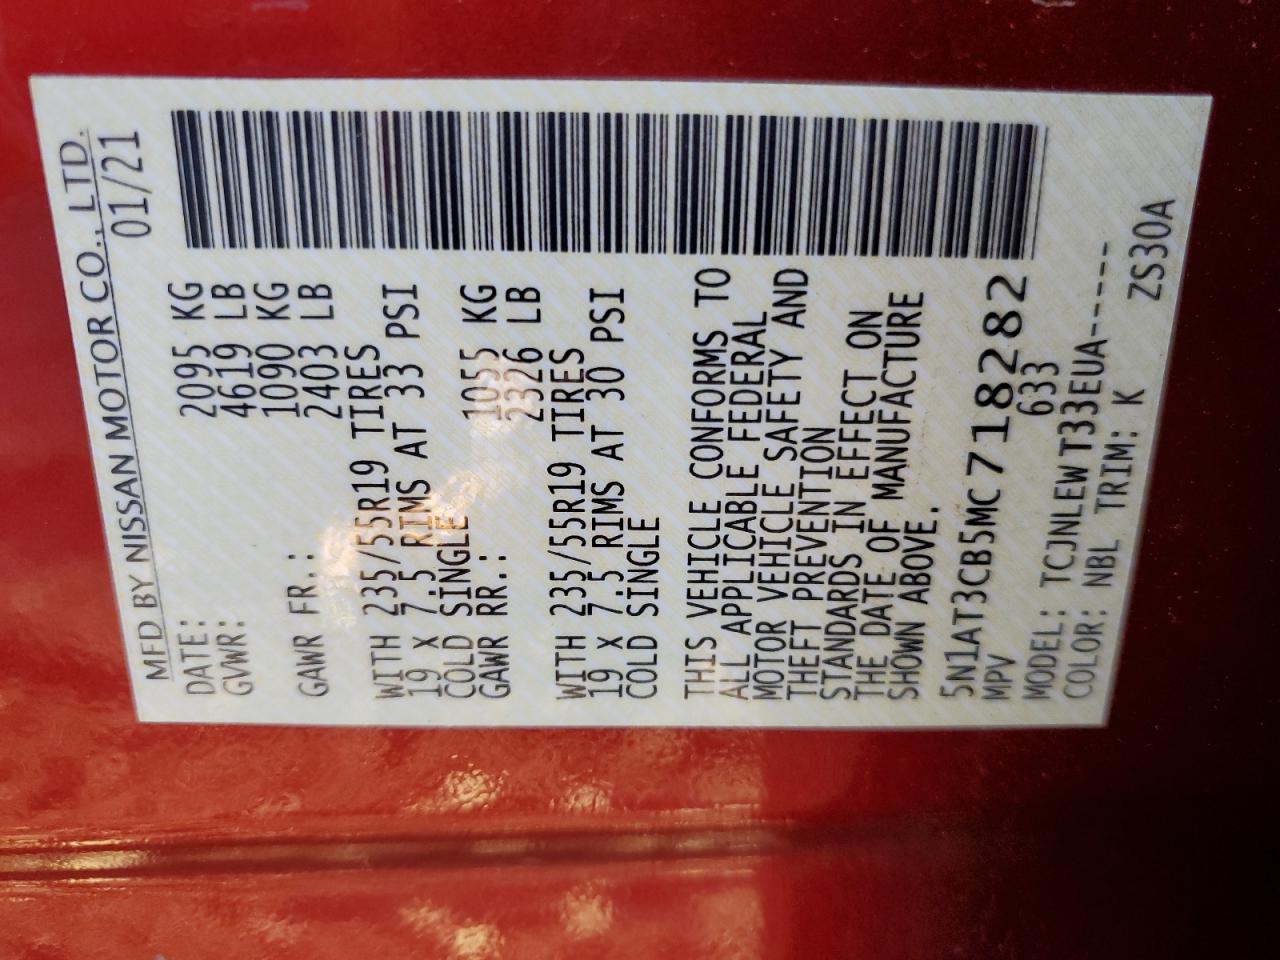 MFD BY NISSAN MOTOR CO., LTD.
DATE: 01/21
GVWR: 2095 KG
4619 LB
GAWR FR.: 1090 KG
2403 LB
WITH 235/55R19 TIRES
19 X 7.5 RIMS AT 33 PSI
COLD SINGLE
GAWR RR.: 1055 KG
2326 LB
WITH 235/55R19 TIRES
19 X 7.5 RIMS AT 30 PSI
COLD SINGLE
THIS VEHICLE CONFORMS TO
ALL APPLICABLE FEDERAL
MOTOR VEHICLE SAFETY AND
THEFT PREVENTION
STANDARDS IN EFFECT ON
THE DATE OF MANUFACTURE
SHOWN ABOVE.
5N1AT3CB5MC718282
MPV 633
MODEL: TCJNLEWT33EUA-----
COLOR: NBL TRIM: K ZS30A